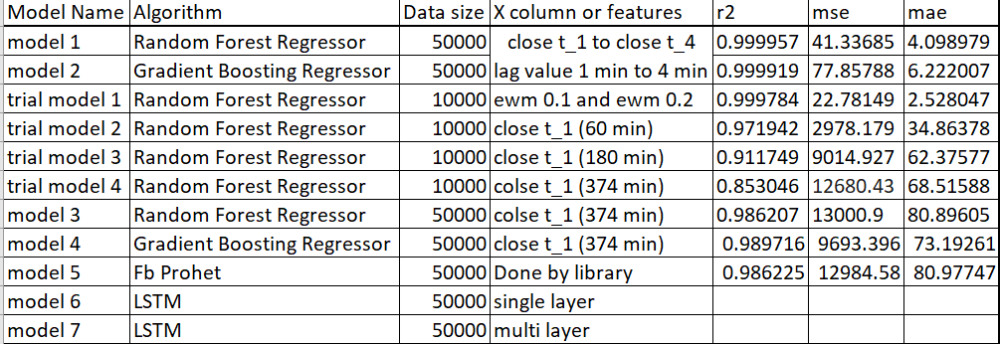 Model Name Algorithm Data size X column or features r2 mse mae
model 1 Random Forest Regressor 50000 close t_1 to close t_4 0.999957 41.33685 4.098979
model 2 Gradient Boosting Regressor 50000 lag value 1 min to 4 min 0.999919 77.85788 6.222007
trial model 1 Random Forest Regressor 10000 ewm 0.1 and ewm 0.2 0.999784 22.78149 2.528047
trial model 2 Random Forest Regressor 10000 close t_1 (60 min) 0.971942 2978.179 34.86378
trial model 3 Random Forest Regressor 10000 close t_1 (180 min) 0.911749 9014.927 62.37577
trial model 4 Random Forest Regressor 10000 colse t_1 (374 min) 0.853046 12680.43 68.51588
model 3 Random Forest Regressor 50000 colse t_1 (374 min) 0.986207 13000.9 80.89605
model 4 Gradient Boosting Regressor 50000 close t_1 (374 min) 0.989716 9693.396 73.19261
model 5 Fb Prohet 50000 Done by library 0.986225 12984.58 80.97747
model 6 LSTM 50000 single layer
model 7 LSTM 50000 multi layer